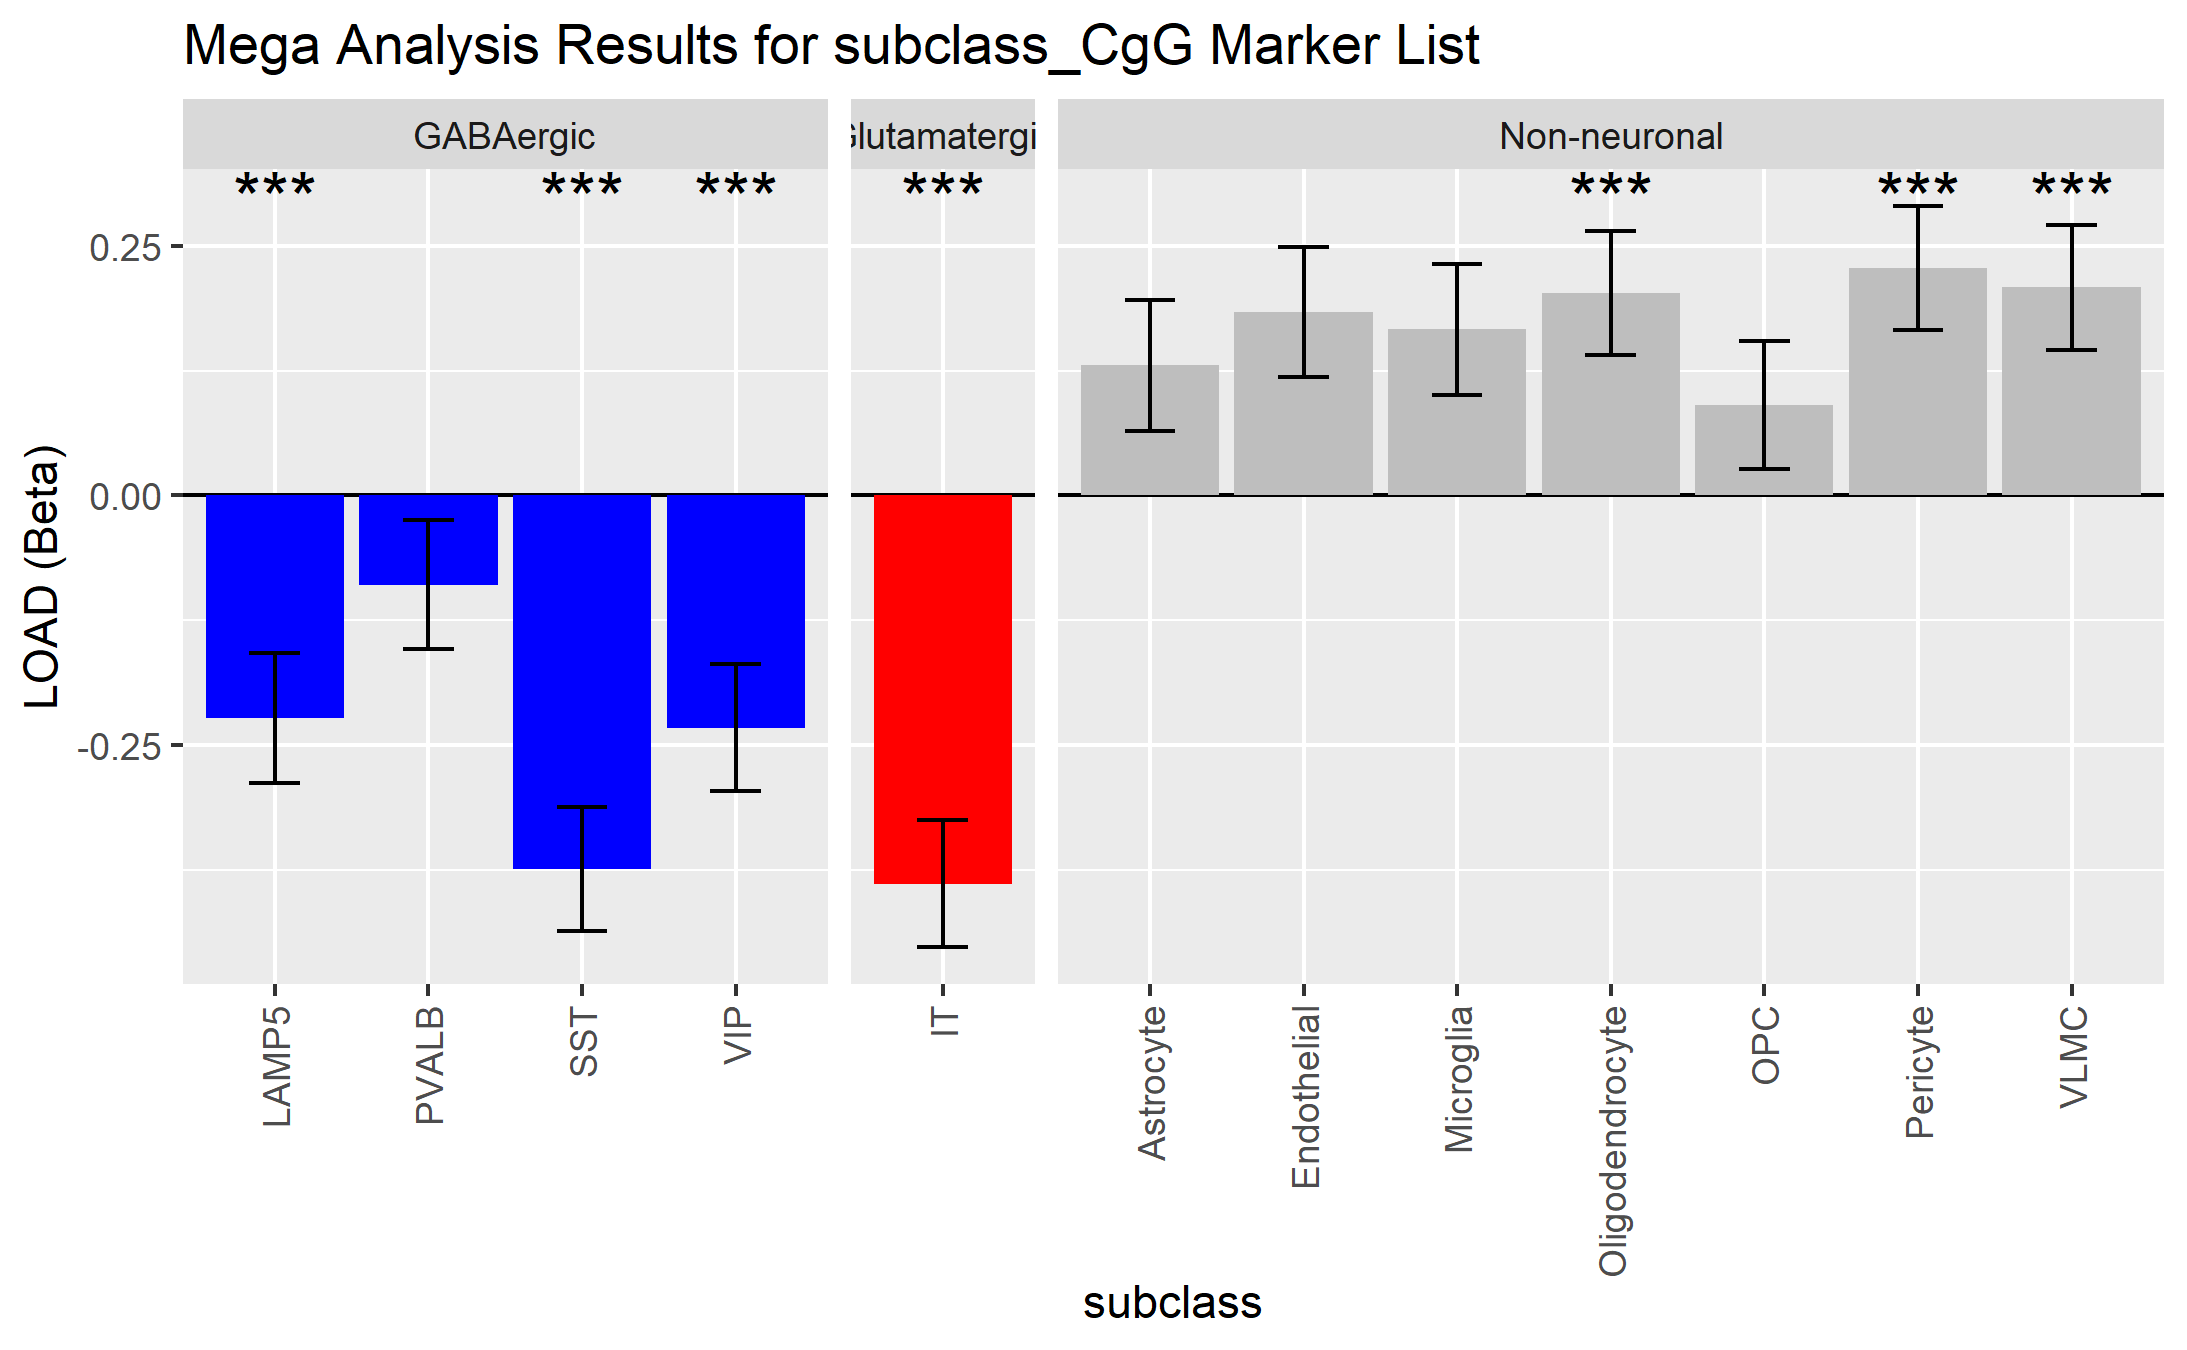 Mega Analysis Results for subclass_CgG Marker List
GABAergic
Glutamatergic
Non-neuronal
*** *** *** *** *** *** ***
0.25
0.00
-0.25
LOAD (Beta)
LAMP5
PVALB
SST
VIP
IT
Astrocyte
Endothelial
Microglia
Oligodendrocyte
OPC
Pericyte
VLMC
subclass